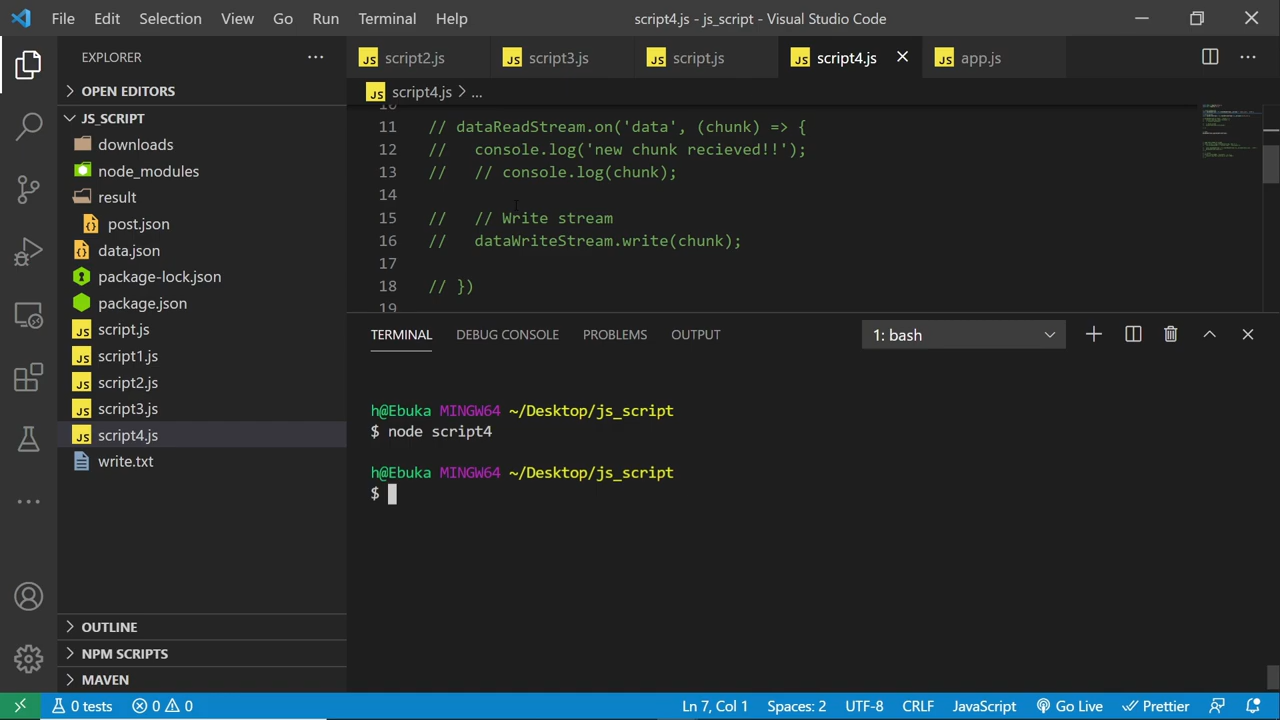 File Edit Selection View Go Run Terminal Help script4.js - js_script - Visual Studio Code
EXPLORER
JS script2.js JS script3.js JS script.js JS script4.js JS app.js
OPEN EDITORS
JS script4.js > ...
JS_SCRIPT
downloads
node_modules
result
post.json
data.json
package-lock.json
package.json
JS script.js
JS script1.js
JS script2.js
JS script3.js
JS script4.js
write.txt
OUTLINE
NPM SCRIPTS
MAVEN
10
11 // dataReadStream.on('data', (chunk) => {
12 // console.log('new chunk recieved!!');
13 // // console.log(chunk);
14
15 // // Write stream
16 // dataWriteStream.write(chunk);
17
18 // })
19
TERMINAL DEBUG CONSOLE PROBLEMS OUTPUT 1: bash
h@Ebuka MINGW64 ~/Desktop/js_script
$ node script4
h@Ebuka MINGW64 ~/Desktop/js_script
$
0 tests 0 0 Ln 7, Col 1 Spaces: 2 UTF-8 CRLF JavaScript Go Live Prettier